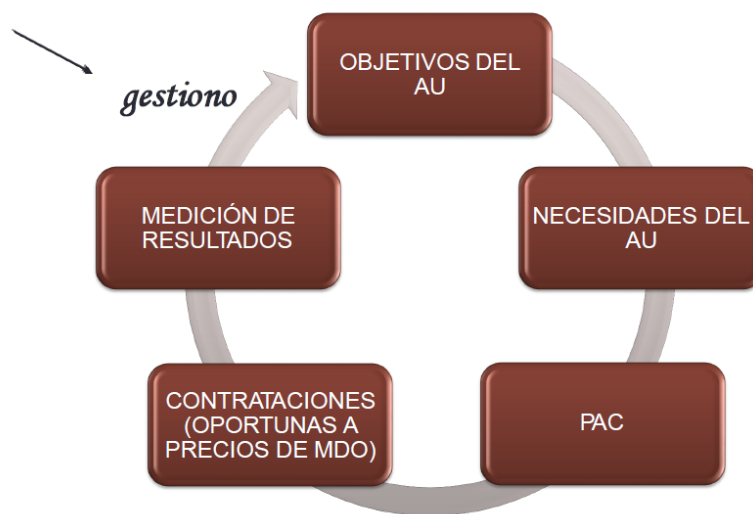 gestiono
OBJETIVOS DEL
AU
NECESIDADES DEL
AU
PAC
CONTRATACIONES
(OPORTUNAS A
PRECIOS DE MDO)
MEDICIÓN DE
RESULTADOS